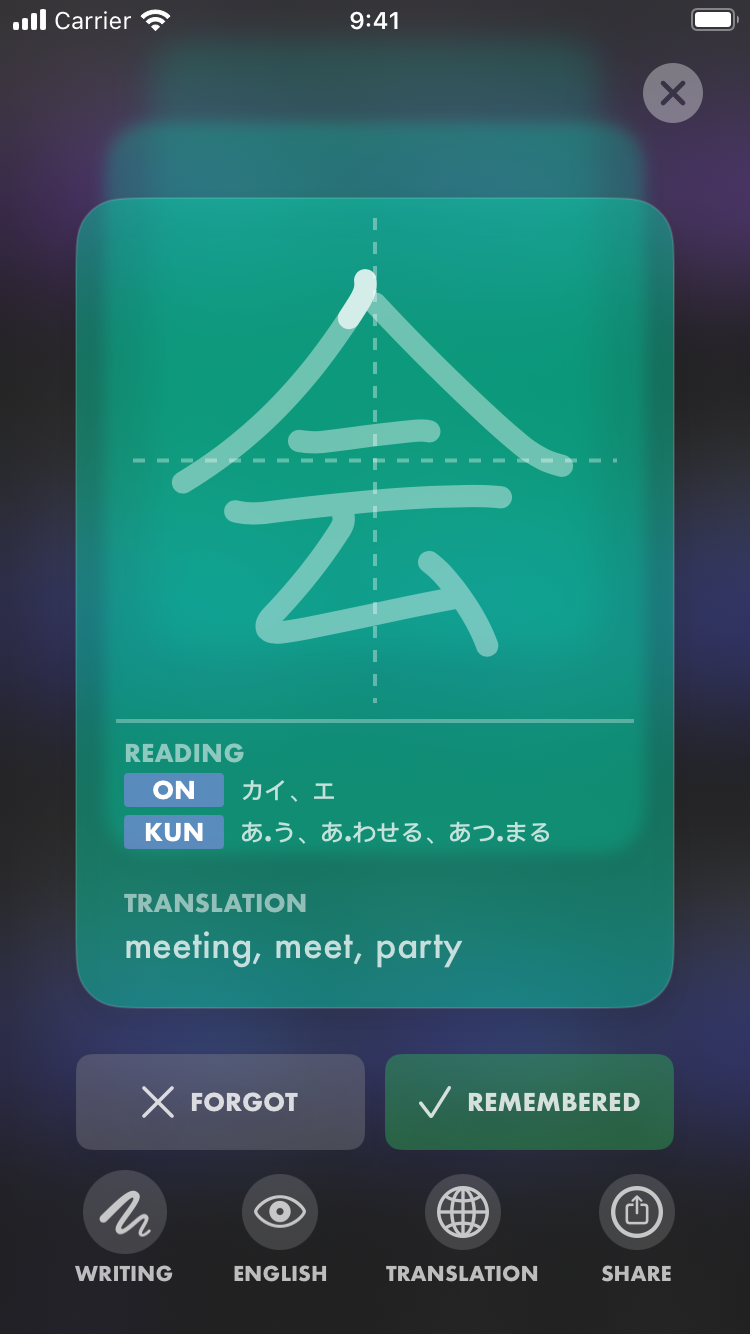 Carrier 9:41
会
READING
ON カイ、エ
KUN あ.う、あ.わせる、あつ.まる
TRANSLATION
meeting, meet, party
FORGOT REMEMBERED
WRITING ENGLISH TRANSLATION SHARE